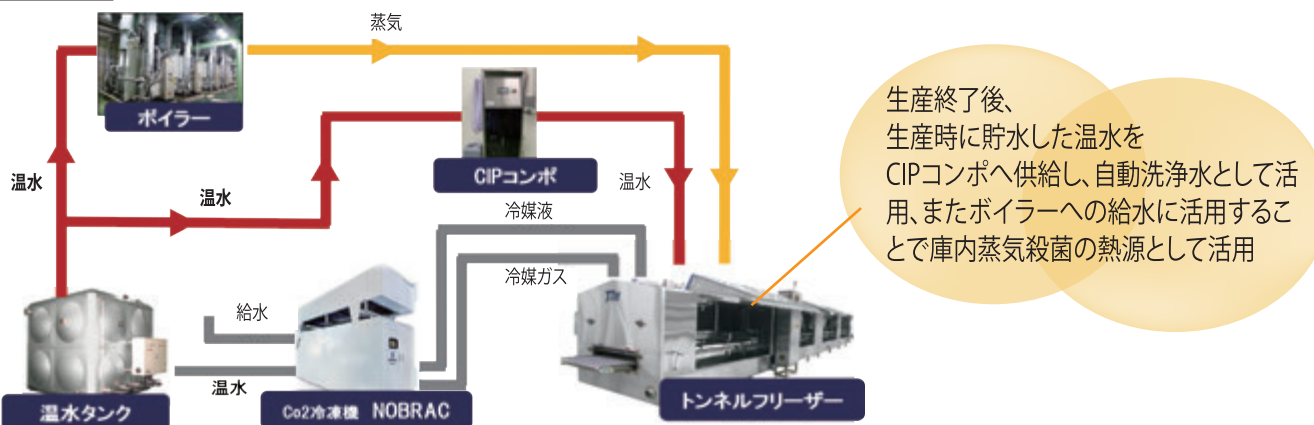 蒸気
ボイラー
温水
温水
CIPコンポ
温水
冷媒液
冷媒ガス
給水
温水
温水タンク
Co2冷凍機 NOBRAC
トンネルフリーザー
生産終了後、
生産時に貯水した温水を
CIPコンポへ供給し、自動洗浄水として活
用、またボイラーへの給水に活用するこ
とで庫内蒸気殺菌の熱源として活用